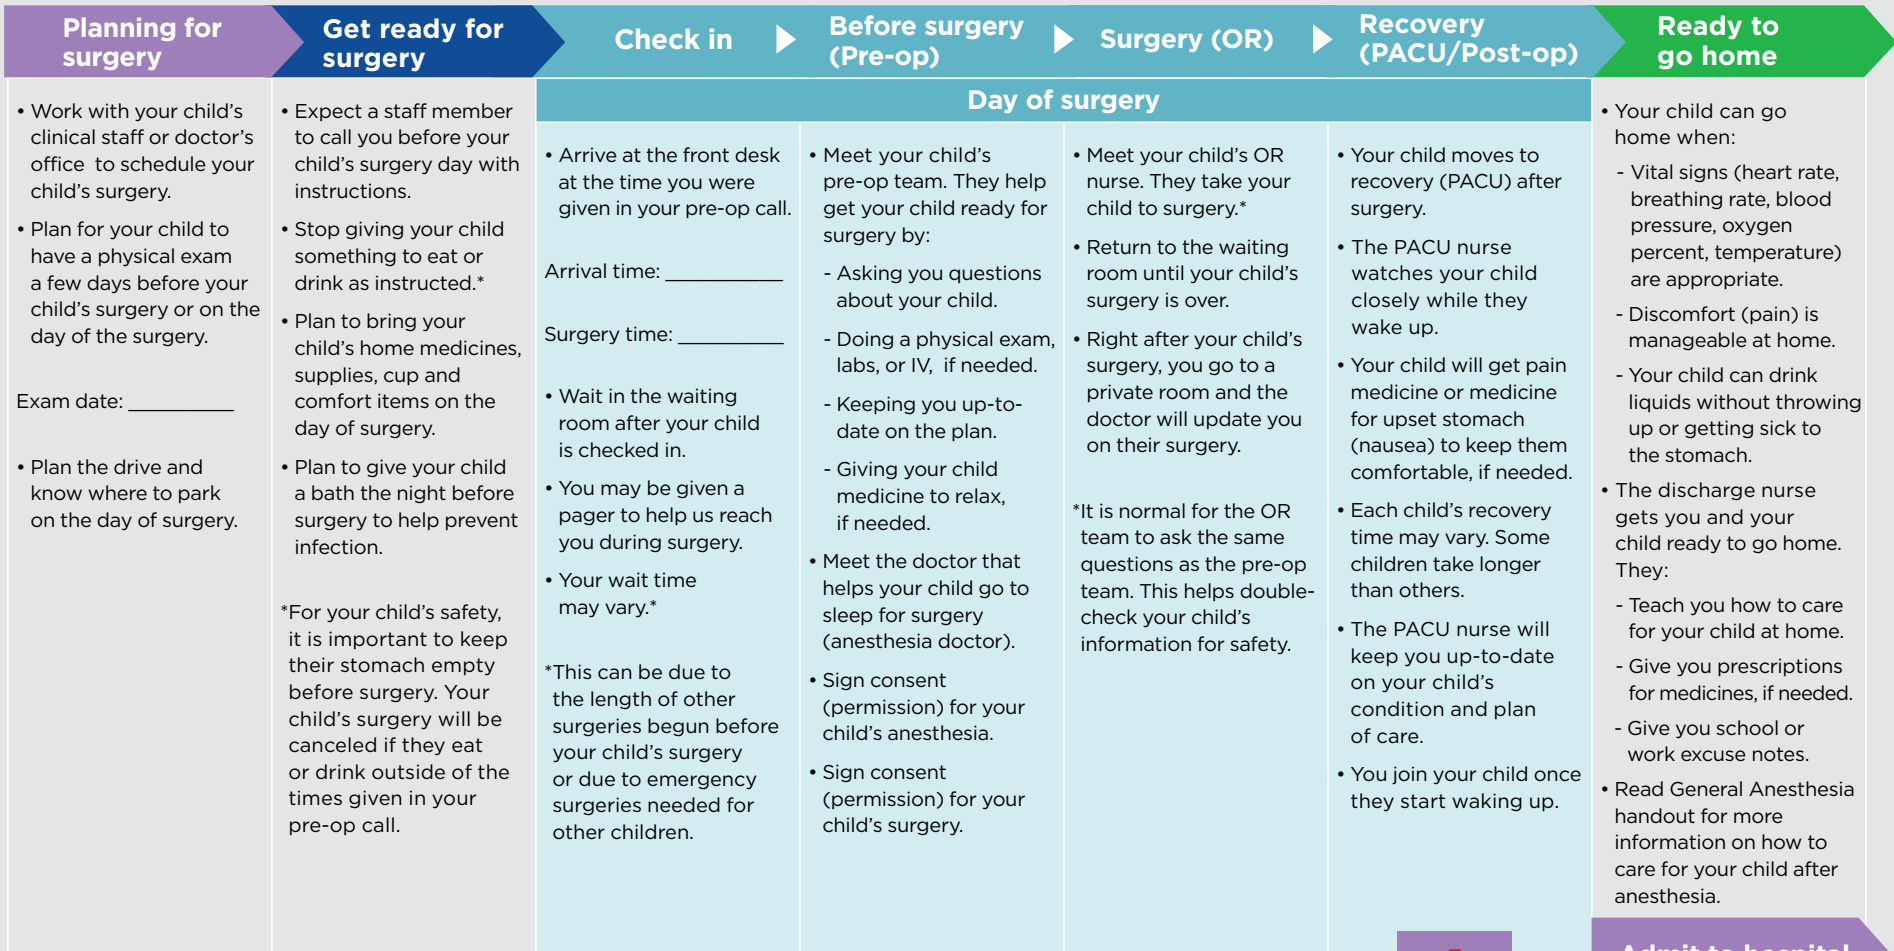 Planning for
surgery
Get ready for
surgery
Check in
Before surgery
(Pre-op)
Surgery (OR)
Recovery
(PACU/Post-op)
Ready to
go home
• Work with your child's
clinical staff or doctor's
office to schedule your
child's surgery.
• Plan for your child to
have a physical exam
a few days before your
child's surgery or on the
day of the surgery.
Exam date: _________
• Plan the drive and
know where to park
on the day of surgery.
• Expect a staff member
to call you before your
child's surgery day with
instructions.
• Stop giving your child
something to eat or
drink as instructed.*
• Plan to bring your
child's home medicines,
supplies, cup and
comfort items on the
day of surgery.
• Plan to give your child
a bath the night before
surgery to help prevent
infection.
*For your child's safety,
it is important to keep
their stomach empty
before surgery. Your
child's surgery will be
canceled if they eat
or drink outside of the
times given in your
pre-op call.
Day of surgery
• Arrive at the front desk
at the time you were
given in your pre-op call.
Arrival time: __________
Surgery time: _________
• Wait in the waiting
room after your child
is checked in.
• You may be given a
pager to help us reach
you during surgery.
• Your wait time
may vary.*
*This can be due to
the length of other
surgeries begun before
your child's surgery
or due to emergency
surgeries needed for
other children.
• Meet your child's
pre-op team. They help
get your child ready for
surgery by:
- Asking you questions
about your child.
- Doing a physical exam,
labs, or IV, if needed.
- Keeping you up-to-
date on the plan.
- Giving your child
medicine to relax,
if needed.
• Meet the doctor that
helps your child go to
sleep for surgery
(anesthesia doctor).
• Sign consent
(permission) for your
child's anesthesia.
• Sign consent
(permission) for your
child's surgery.
• Meet your child's OR
nurse. They take your
child to surgery.*
• Return to the waiting
room until your child's
surgery is over.
• Right after your child's
surgery, you go to a
private room and the
doctor will update you
on their surgery.
*It is normal for the OR
team to ask the same
questions as the pre-op
team. This helps double-
check your child's
information for safety.
• Your child moves to
recovery (PACU) after
surgery.
• The PACU nurse
watches your child
closely while they
wake up.
• Your child will get pain
medicine or medicine
for upset stomach
(nausea) to keep them
comfortable, if needed.
• Each child's recovery
time may vary. Some
children take longer
than others.
• The PACU nurse will
keep you up-to-date
on your child's
condition and plan
of care.
• You join your child once
they start waking up.
• Your child can go
home when:
- Vital signs (heart rate,
breathing rate, blood
pressure, oxygen
percent, temperature)
are appropriate.
- Discomfort (pain) is
manageable at home.
- Your child can drink
liquids without throwing
up or getting sick to
the stomach.
• The discharge nurse
gets you and your
child ready to go home.
They:
- Teach you how to care
for your child at home.
- Give you prescriptions
for medicines, if needed.
- Give you school or
work excuse notes.
• Read General Anesthesia
handout for more
information on how to
care for your child after
anesthesia.
Admit to hospital